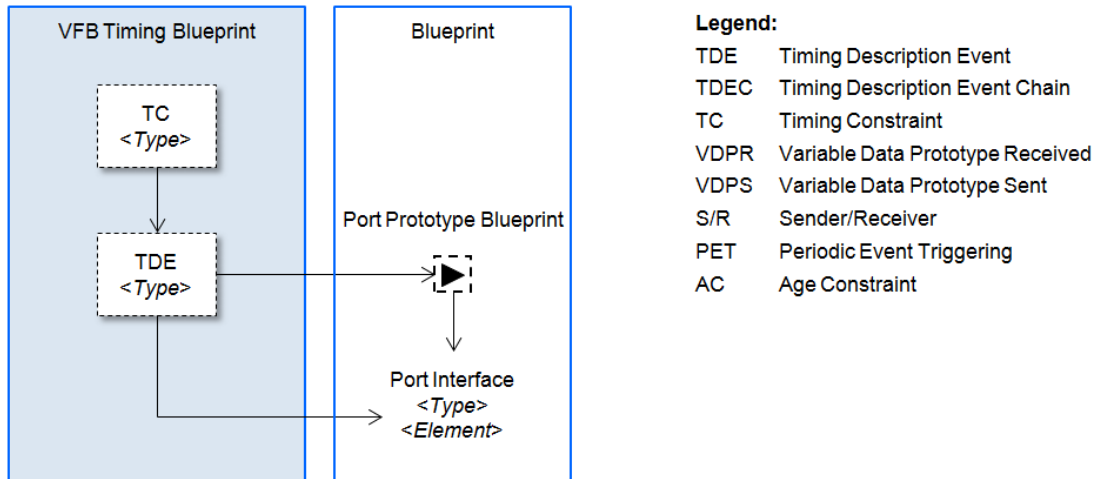 VFB Timing Blueprint
TC
<Type>
TDE
<Type>
Blueprint
Port Prototype Blueprint
Port Interface
<Type>
<Element>
Legend:
TDE Timing Description Event
TDEC Timing Description Event Chain
TC Timing Constraint
VDPR Variable Data Prototype Received
VDPS Variable Data Prototype Sent
S/R Sender/Receiver
PET Periodic Event Triggering
AC Age Constraint